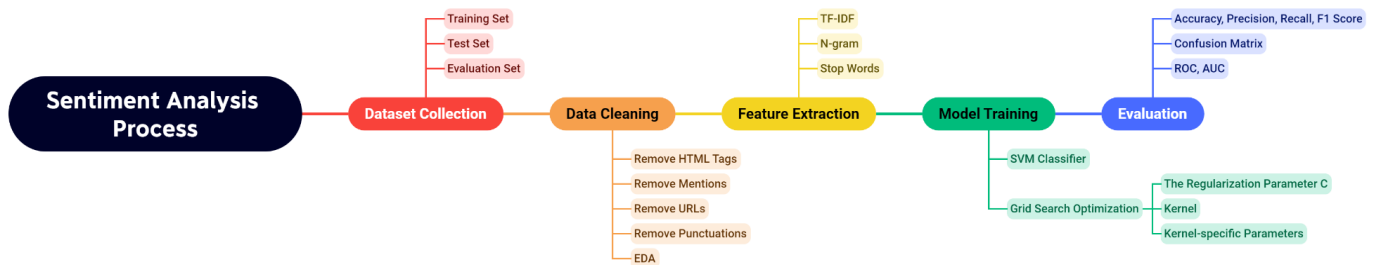 Sentiment Analysis
Process
Dataset Collection
Training Set
Test Set
Evaluation Set
Data Cleaning
Remove HTML Tags
Remove Mentions
Remove URLs
Remove Punctuations
EDA
Feature Extraction
TF-IDF
N-gram
Stop Words
Model Training
SVM Classifier
Grid Search Optimization
The Regularization Parameter C
Kernel
Kernel-specific Parameters
Evaluation
Accuracy, Precision, Recall, F1 Score
Confusion Matrix
ROC, AUC